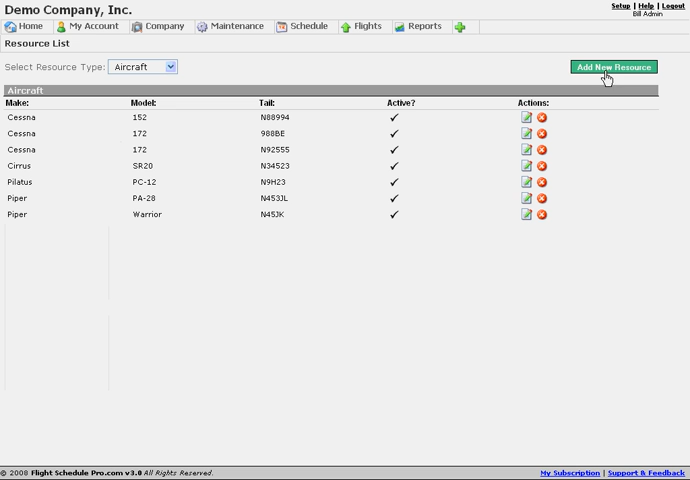 Demo Company, Inc.
Setup | Help | Logout
Bill Admin
Home My Account Company Maintenance Schedule Flights Reports
Resource List
Select Resource Type: Aircraft
Add New Resource
Aircraft
Make: Model: Tail: Active? Actions:
Cessna 152 N88994
Cessna 172 988BE
Cessna 172 N92555
Cirrus SR20 N34523
Pilatus PC-12 N9H23
Piper PA-28 N453JL
Piper Warrior N45JK
© 2008 Flight Schedule Pro.com v3.0 All Rights Reserved.
My Subscription | Support & Feedback